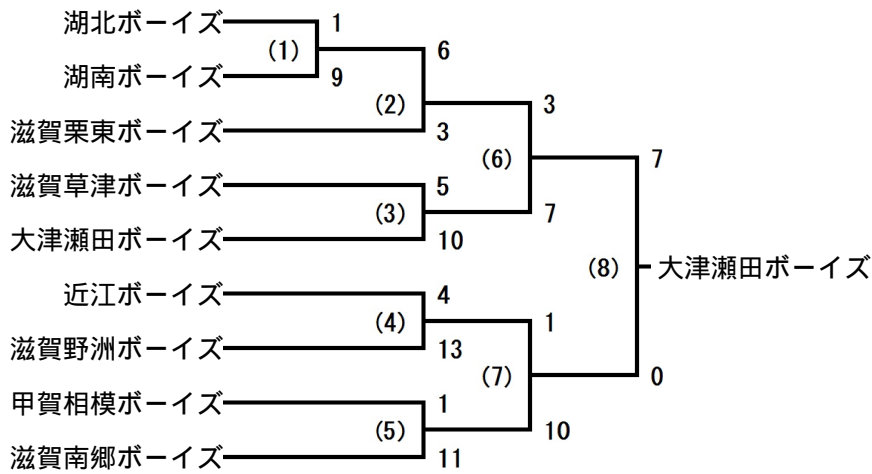 湖北ボーイズ 1
(1) 6
湖南ボーイズ 9
(2) 3
滋賀栗東ボーイズ 3
(6) 7
滋賀草津ボーイズ 5
(3) 7
大津瀬田ボーイズ 10
(8) 大津瀬田ボーイズ
近江ボーイズ 4
(4) 1
滋賀野洲ボーイズ 13
(7) 0
甲賀相模ボーイズ 1
(5) 10
滋賀南郷ボーイズ 11